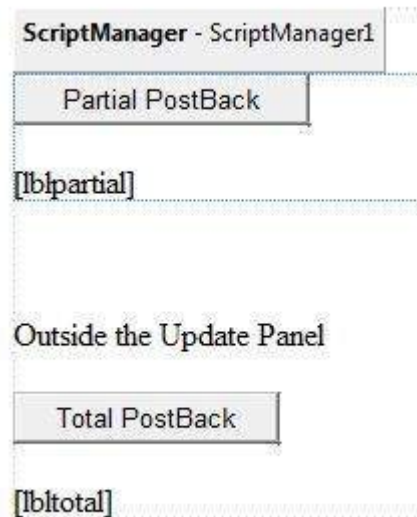 ScriptManager - ScriptManager1
Partial PostBack
[lblpartial]
Outside the Update Panel
Total PostBack
[lbltotal]